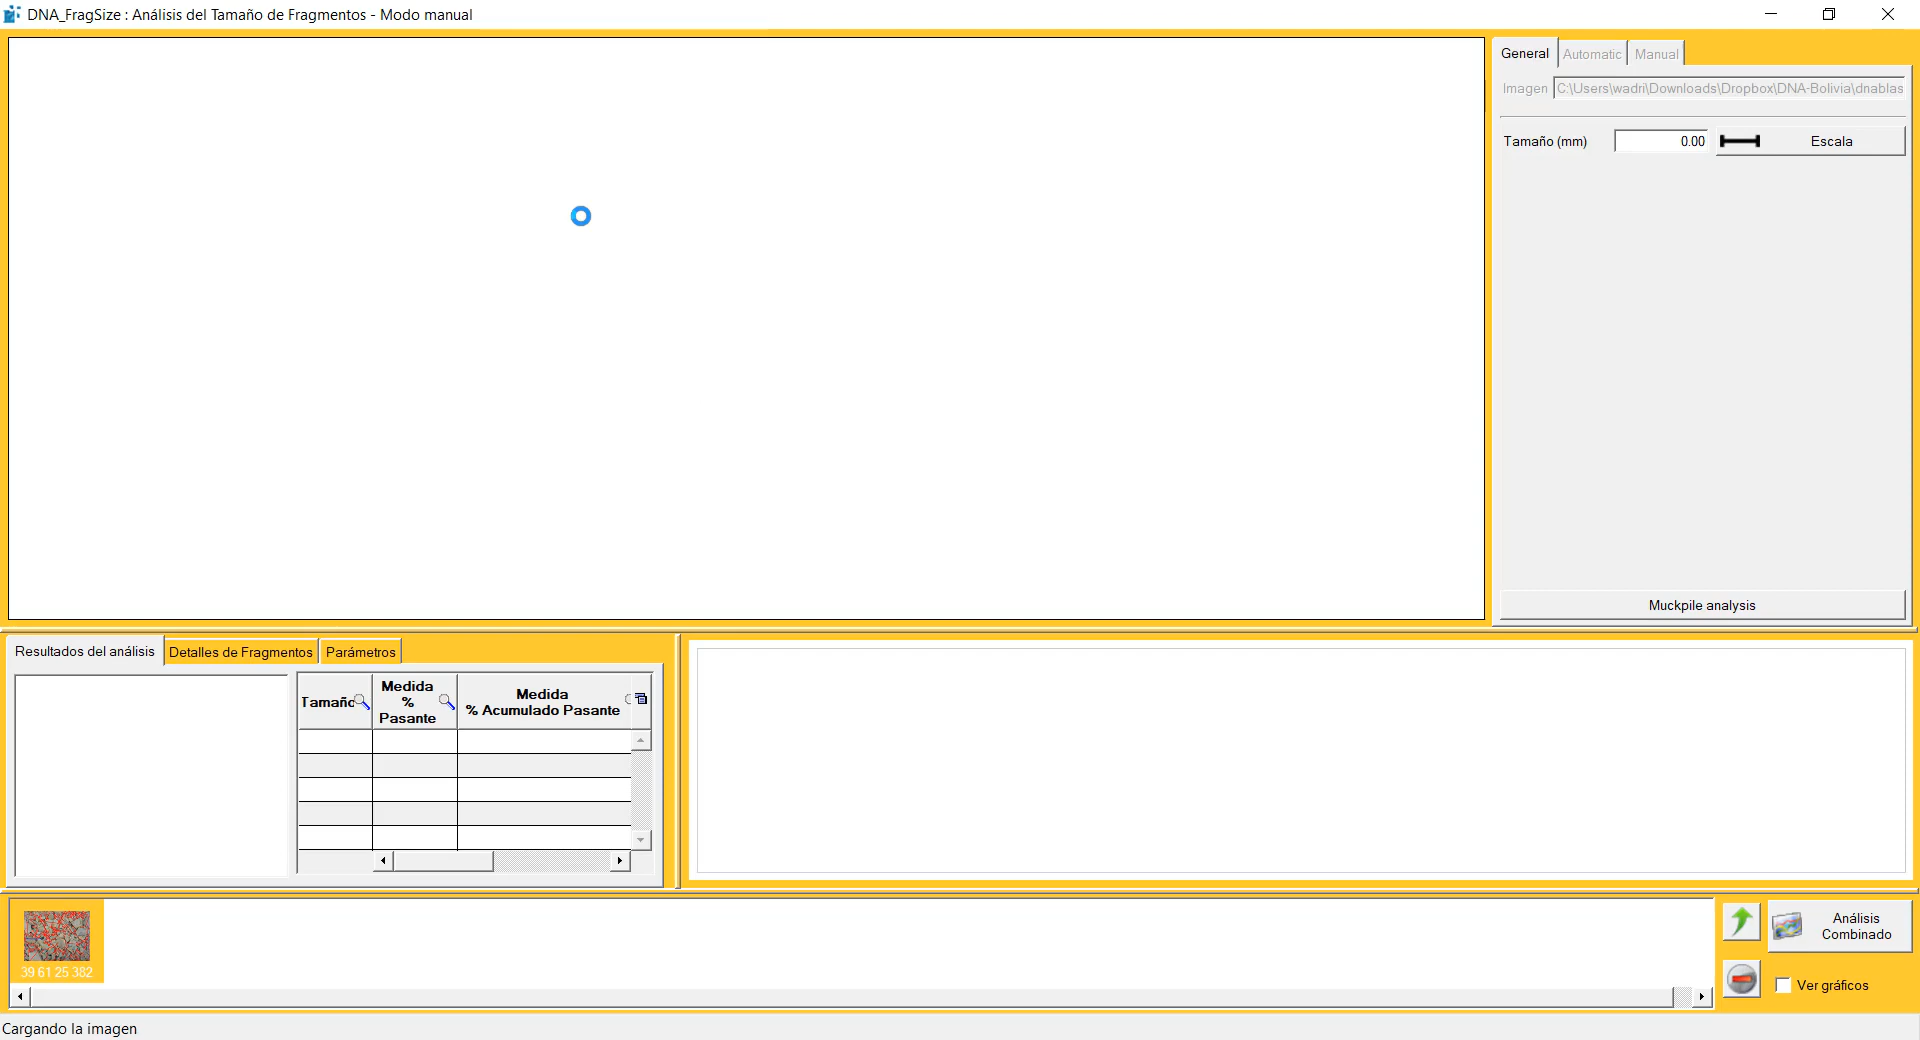 DNA_FragSize : Análisis del Tamaño de Fragmentos - Modo manual
General
Automatic
Manual
Imagen
C:\Users\wadri\Downloads\Dropbox\DNA-Bolivia\dnablas
Tamaño (mm)
0.00
Escala
Muckpile analysis
Resultados del análisis
Detalles de Fragmentos
Parámetros
Tamaño
Medida
%
Pasante
Medida
% Acumulado Pasante
39 61 25 382
Análisis
Combinado
Ver gráficos
Cargando la imagen